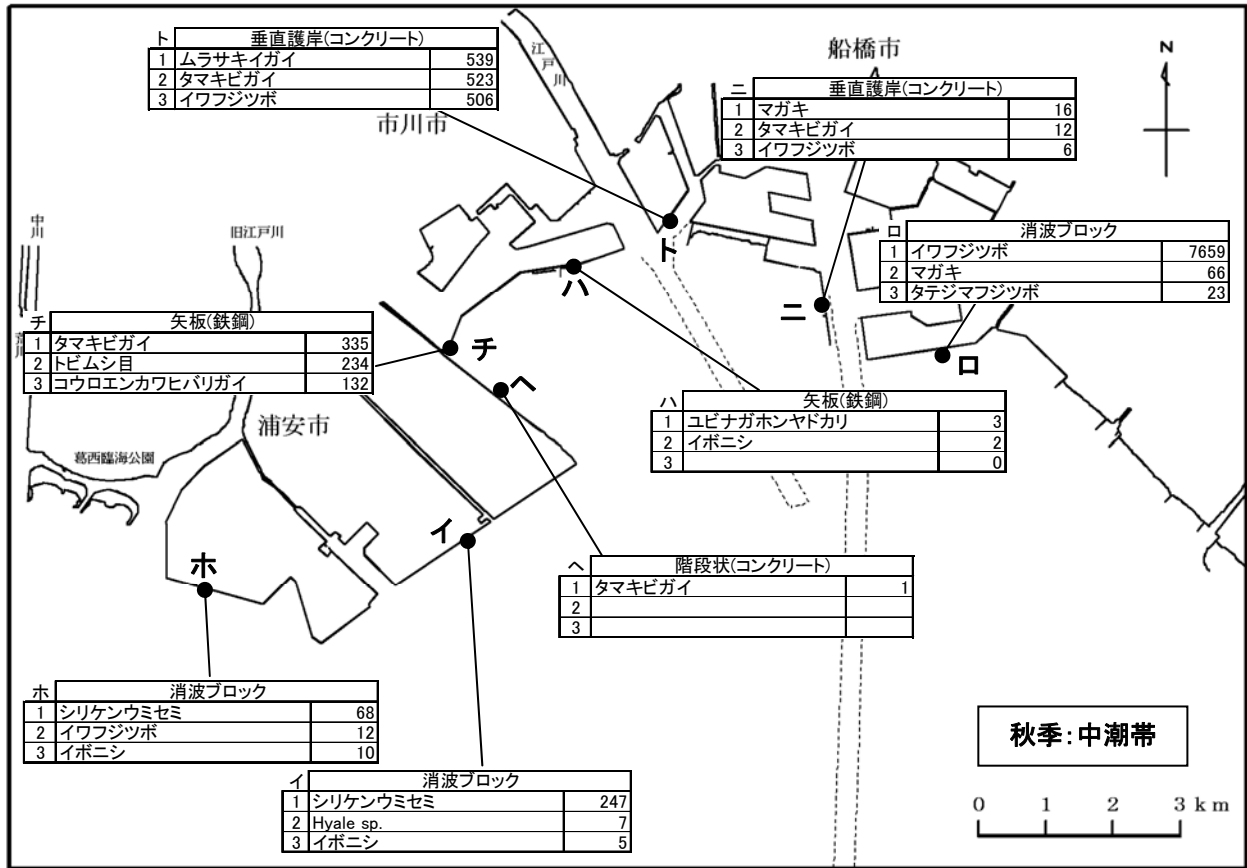 ト 垂直護岸(コンクリート)
1 ムラサキイガイ 539
2 タマキビガイ 523
3 イワフジツボ 506
江戸川
船橋市
N
ニ 垂直護岸(コンクリート)
1 マガキ 16
2 タマキビガイ 12
3 イワフジツボ 6
市川市
中川
旧江戸川
ト
ロ 消波ブロック
1 イワフジツボ 7659
2 マガキ 66
3 タテジマフジツボ 23
ハ
ニ
チ 矢板(鉄鋼)
1 タマキビガイ 335
2 トビムシ目 234
3 コウロエンカワヒバリガイ 132
チ
ロ
ヘ
ハ 矢板(鉄鋼)
1 ユビナガホンヤドカリ 3
2 イボニシ 2
3 0
浦安市
葛西臨海公園
イ
ホ
ヘ 階段状(コンクリート)
1 タマキビガイ 1
2
3
ホ 消波ブロック
1 シリケンウミセミ 68
2 イワフジツボ 12
3 イボニシ 10
秋季:中潮帯
イ 消波ブロック
1 シリケンウミセミ 247
2 Hyale sp. 7
3 イボニシ 5
0 1 2 3 km